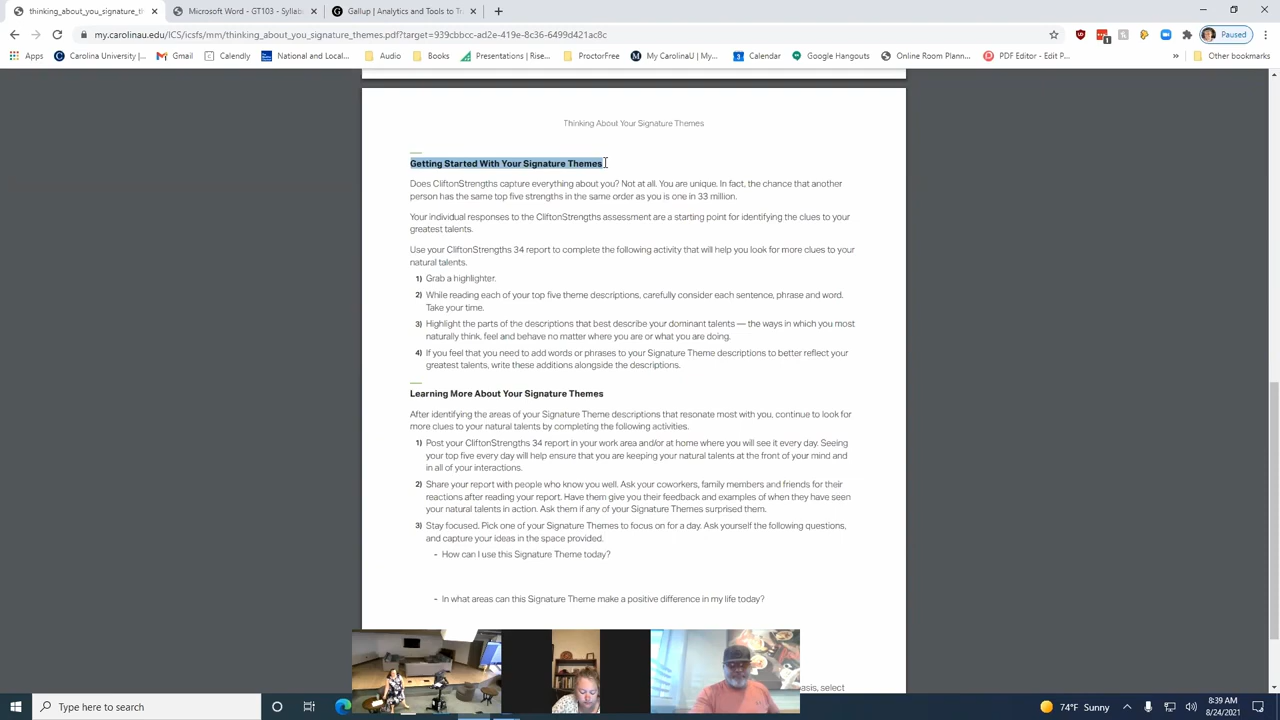 thinking_about_you_signature_th
Microsoft Word - GT103 - Syllab
Gallup - Analytics and Tools to T
my.carolinau.edu/ICS/icsfs/mm/thinking_about_you_signature_themes.pdf?target=939cbbcc-ad2e-419e-8c36-6499d421ac8c
Paused
Apps
Carolina University |...
Gmail
Calendly
National and Local...
Audio
Books
Presentations | Rise...
ProctorFree
My CarolinaU | My...
Calendar
Google Hangouts
Online Room Plann...
PDF Editor - Edit P...
»
Other bookmarks
Thinking About Your Signature Themes
Getting Started With Your Signature Themes
Does CliftonStrengths capture everything about you? Not at all. You are unique. In fact, the chance that another
person has the same top five strengths in the same order as you is one in 33 million.
Your individual responses to the CliftonStrengths assessment are a starting point for identifying the clues to your
greatest talents.
Use your CliftonStrengths 34 report to complete the following activity that will help you look for more clues to your
natural talents.
1) Grab a highlighter.
2) While reading each of your top five theme descriptions, carefully consider each sentence, phrase and word.
Take your time.
3) Highlight the parts of the descriptions that best describe your dominant talents — the ways in which you most
naturally think, feel and behave no matter where you are or what you are doing.
4) If you feel that you need to add words or phrases to your Signature Theme descriptions to better reflect your
greatest talents, write these additions alongside the descriptions.
Learning More About Your Signature Themes
After identifying the areas of your Signature Theme descriptions that resonate most with you, continue to look for
more clues to your natural talents by completing the following activities.
1) Post your CliftonStrengths 34 report in your work area and/or at home where you will see it every day. Seeing
your top five every day will help ensure that you are keeping your natural talents at the front of your mind and
in all of your interactions.
2) Share your report with people who know you well. Ask your coworkers, family members and friends for their
reactions after reading your report. Have them give you their feedback and examples of when they have seen
your natural talents in action. Ask them if any of your Signature Themes surprised them.
3) Stay focused. Pick one of your Signature Themes to focus on for a day. Ask yourself the following questions,
and capture your ideas in the space provided.
- How can I use this Signature Theme today?
- In what areas can this Signature Theme make a positive difference in my life today?
basis, select
Type here to search
74°F Sunny
8:39 AM
8/24/2021